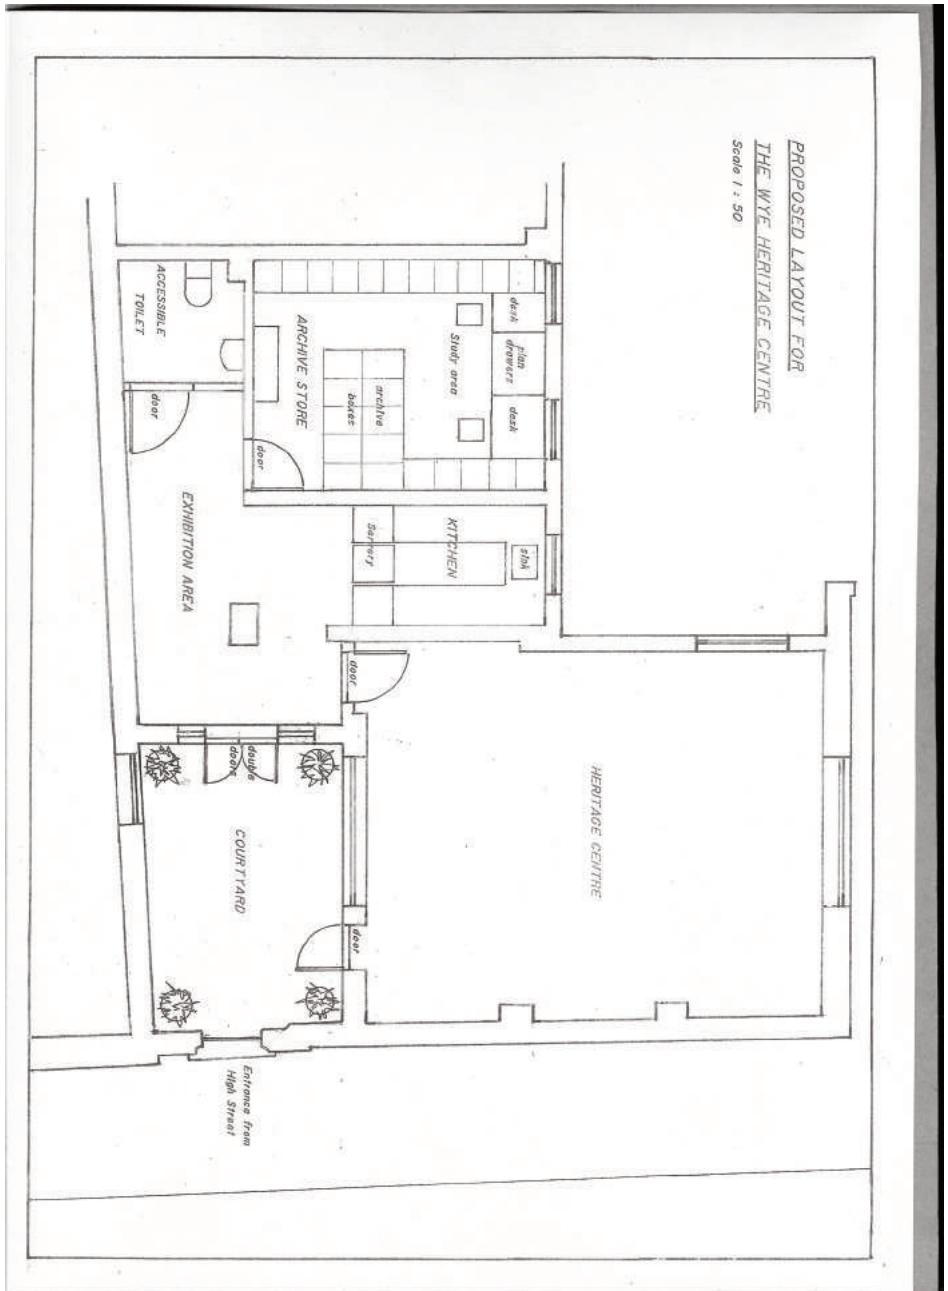 PROPOSED LAYOUT FOR
THE WYE HERITAGE CENTRE
Scale 1 : 50
desk
plan
drawers
desk
Study area
archive
boxes
ARCHIVE STORE
door
ACCESSIBLE
TOILET
door
sink
KITCHEN
Servery
EXHIBITION AREA
door
HERITAGE CENTRE
double
doors
COURTYARD
door
Entrance from
High Street